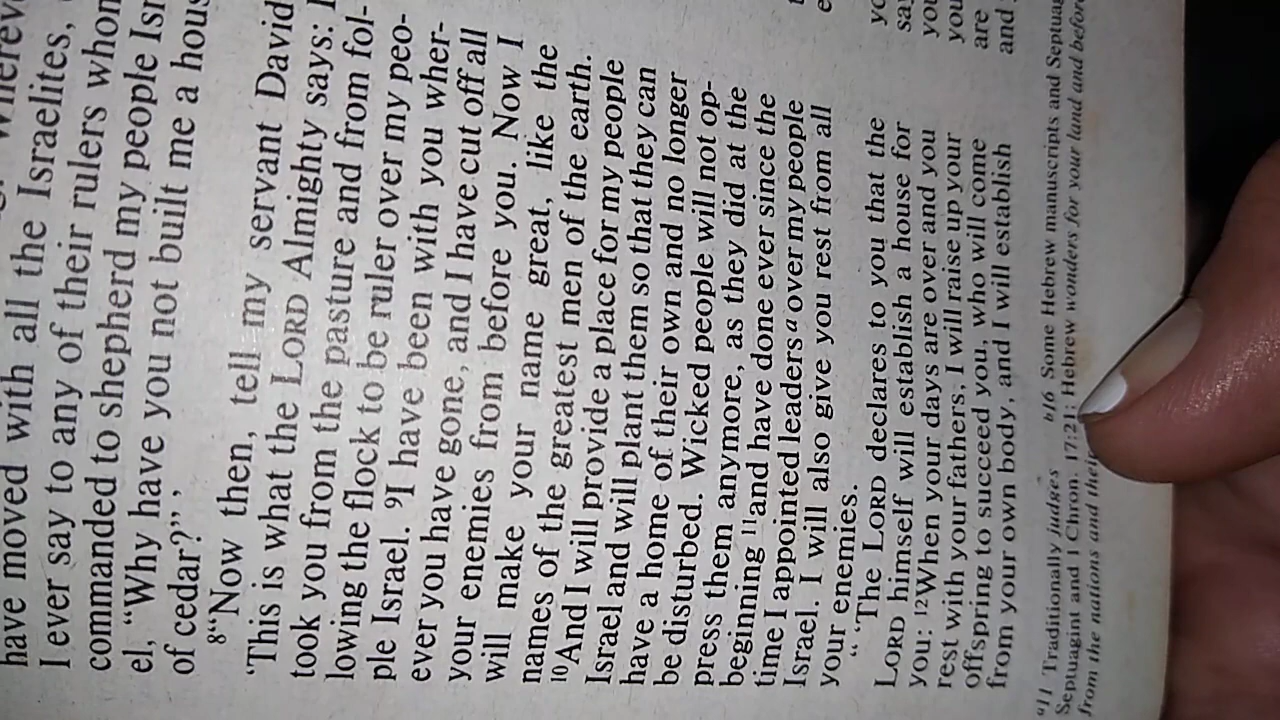 have moved with all the Israelites,
I ever say to any of their rulers whom
commanded to shepherd my people Isr
el, “Why have you not built me a hous
of cedar?”’,
8“Now then, tell my servant David
‘This is what the LORD Almighty says: I
took you from the pasture and from fol-
lowing the flock to be ruler over my peo-
ple Israel. 9I have been with you wher-
ever you have gone, and I have cut off all
your enemies from before you. Now I
will make your name great, like the
names of the greatest men of the earth.
10And I will provide a place for my people
Israel and will plant them so that they can
have a home of their own and no longer
be disturbed. Wicked people will not op-
press them anymore, as they did at the
beginning 11and have done ever since the
time I appointed leaders a over my people
Israel. I will also give you rest from all
your enemies.
“ ‘The LORD declares to you that the
LORD himself will establish a house for
you: 12When your days are over and you
rest with your fathers, I will raise up your
offspring to succeed you, who will come
from your own body, and I will establish
yo
say
you
you
are
and
a11 Traditionally judges b16 Some Hebrew manuscripts and Septuag
Septuagint and 1 Chron. 17:21; Hebrew wonders for your land and before
from the nations and their